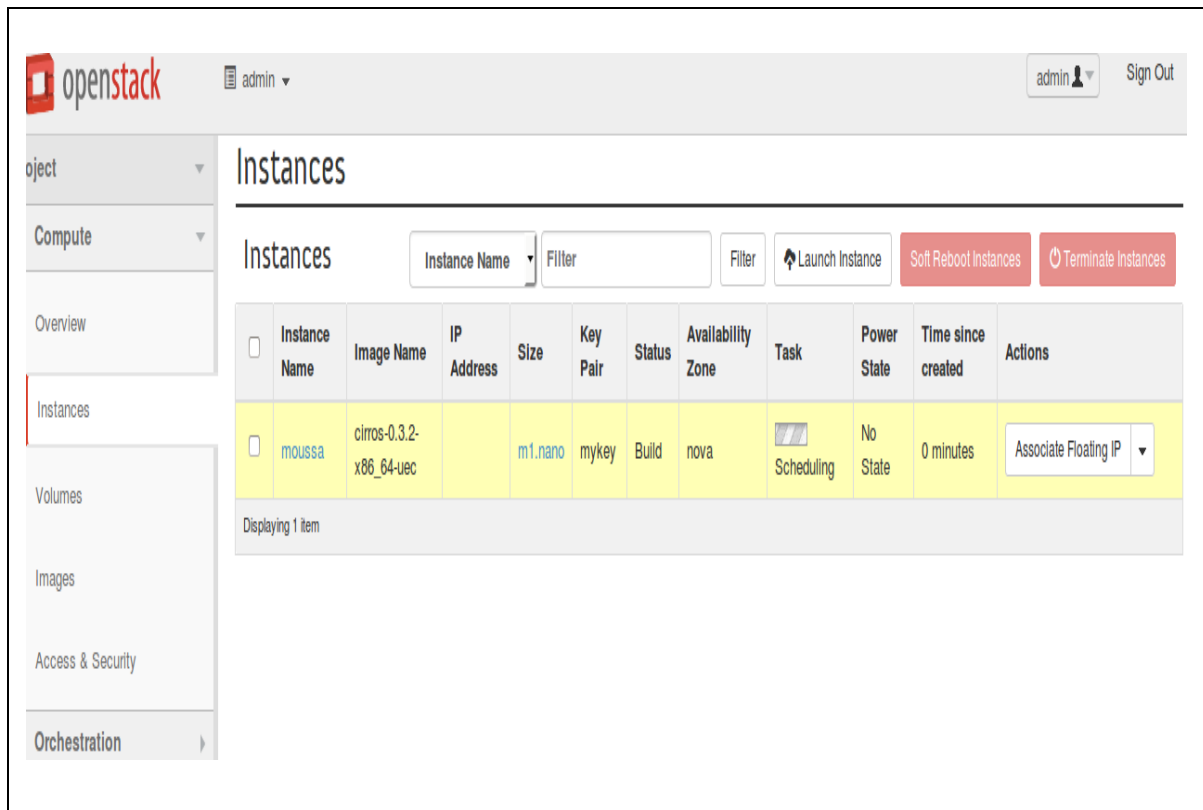 openstack admin admin Sign Out
oject
Compute
Overview
Instances
Volumes
Images
Access & Security
Orchestration
Instances
Instances Instance Name Filter Filter Launch Instance Soft Reboot Instances Terminate Instances
Instance Name Image Name IP Address Size Key Pair Status Availability Zone Task Power State Time since created Actions
moussa cirros-0.3.2-x86_64-uec m1.nano mykey Build nova Scheduling No State 0 minutes Associate Floating IP
Displaying 1 item